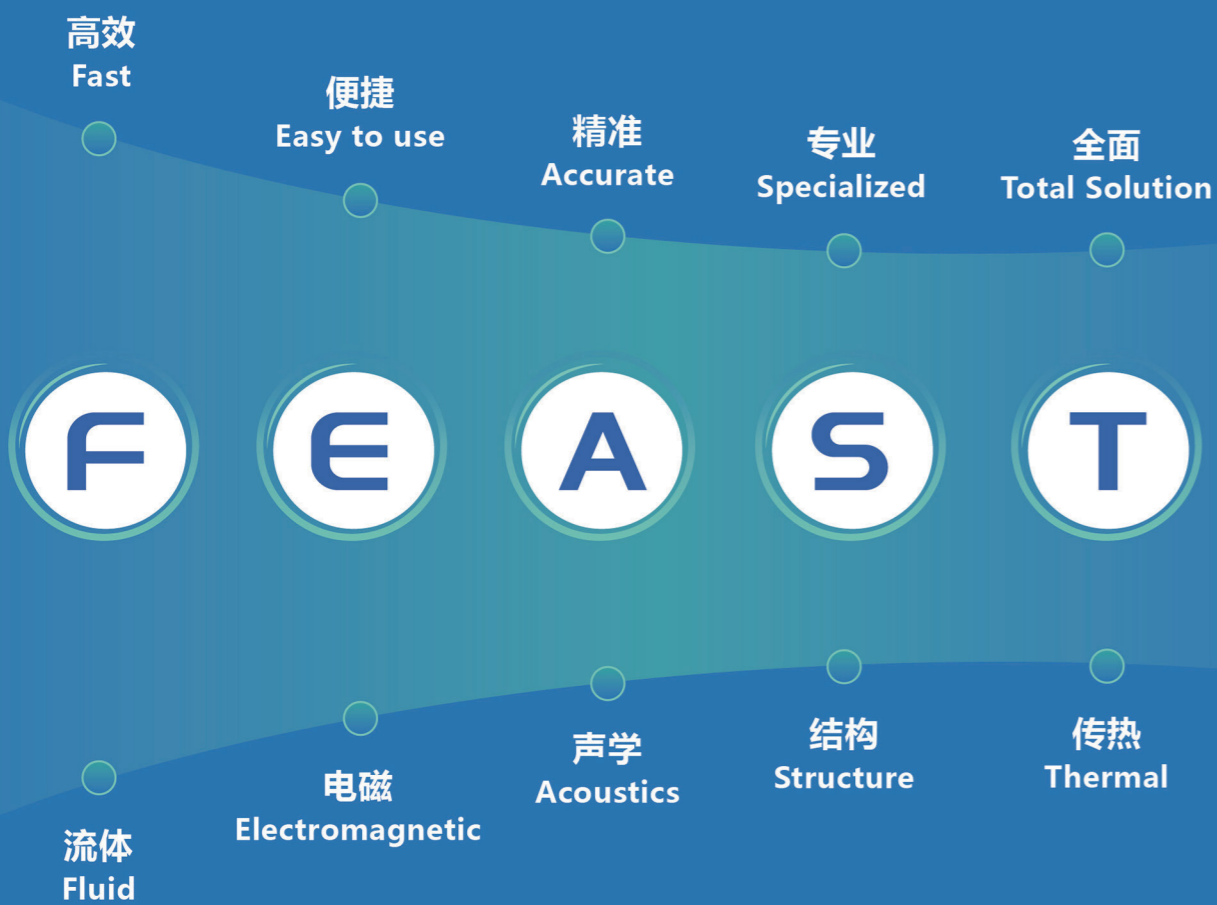 高效
Fast
便捷
Easy to use
精准
Accurate
专业
Specialized
全面
Total Solution
F E A S T
流体
Fluid
电磁
Electromagnetic
声学
Acoustics
结构
Structure
传热
Thermal